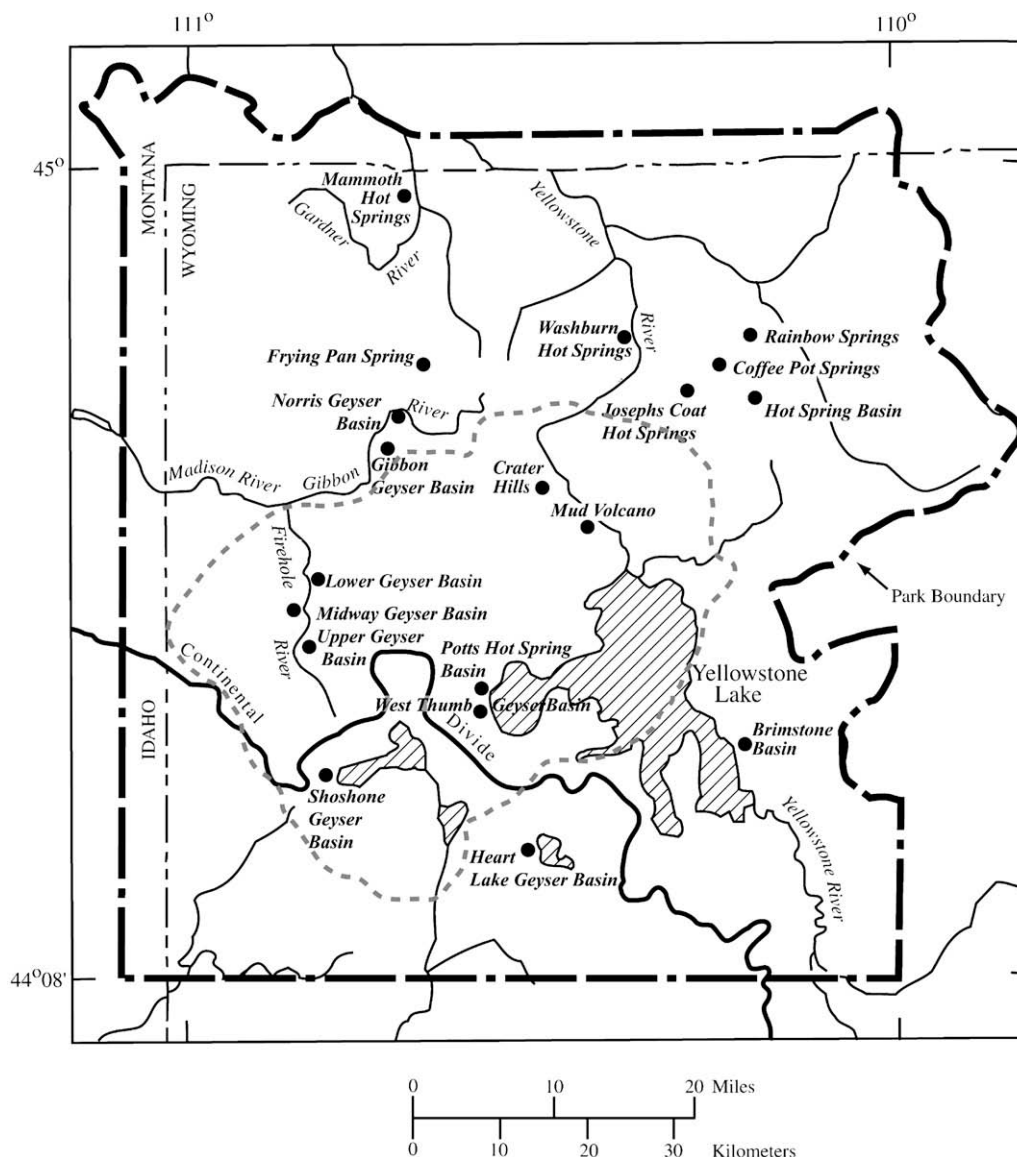 111°
110°
45°
MONTANA
WYOMING
Mammoth
Hot
Springs
Gardner
River
Yellowstone
River
Washburn
Hot Springs
Rainbow Springs
Frying Pan Spring
Coffee Pot Springs
Hot Spring Basin
Josephs Coat
Hot Springs
Norris Geyser
Basin
River
Gibbon
Geyser Basin
Madison River
Gibbon
Crater
Hills
Mud Volcano
Firehole
River
Lower Geyser Basin
Midway Geyser Basin
Upper Geyser
Basin
Park Boundary
Potts Hot Spring
Basin
West Thumb GeyserBasin
Yellowstone
Lake
Continental
Divide
IDAHO
Brimstone
Basin
Shoshone
Geyser
Basin
Heart
Lake Geyser Basin
Yellowstone River
44°08'
0 10 20 Miles
0 10 20 30 Kilometers